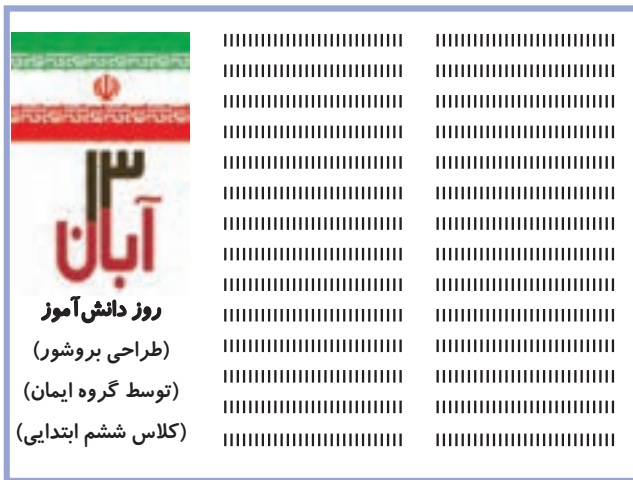 ۱۳
آبان
روز دانش‌آموز
(طراحی بروشور)
(توسط گروه ایمان)
(کلاس ششم ابتدایی)